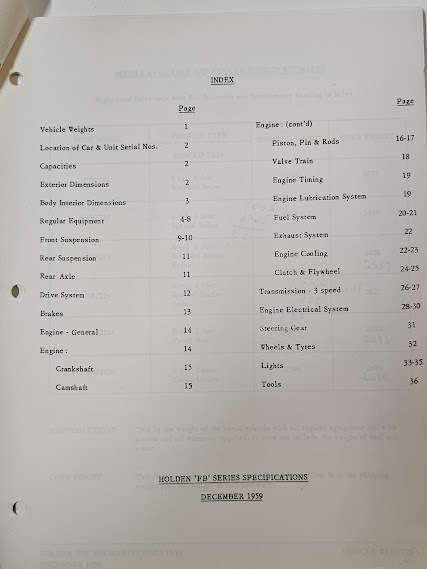 INDEX
Page
Vehicle Weights 1
Location of Car & Unit Serial Nos. 2
Capacities 2
Exterior Dimensions 2
Body Interior Dimensions 3
Regular Equipment 4-8
Front Suspension 9-10
Rear Suspension 11
Rear Axle 11
Drive System 12
Brakes 13
Engine - General 14
Engine : 14
Crankshaft 15
Camshaft 15
Page
Engine : (cont'd)
Piston, Pin & Rods 16-17
Valve Train 18
Engine Timing 19
Engine Lubrication System 19
Fuel System 20-21
Exhaust System 22
Engine Cooling 22-23
Clutch & Flywheel 24-25
Transmission - 3 speed 26-27
Engine Electrical System 28-30
Steering Gear 31
Wheels & Tyres 32
Lights 33-35
Tools 36
HOLDEN 'FB' SERIES SPECIFICATIONS
DECEMBER 1959